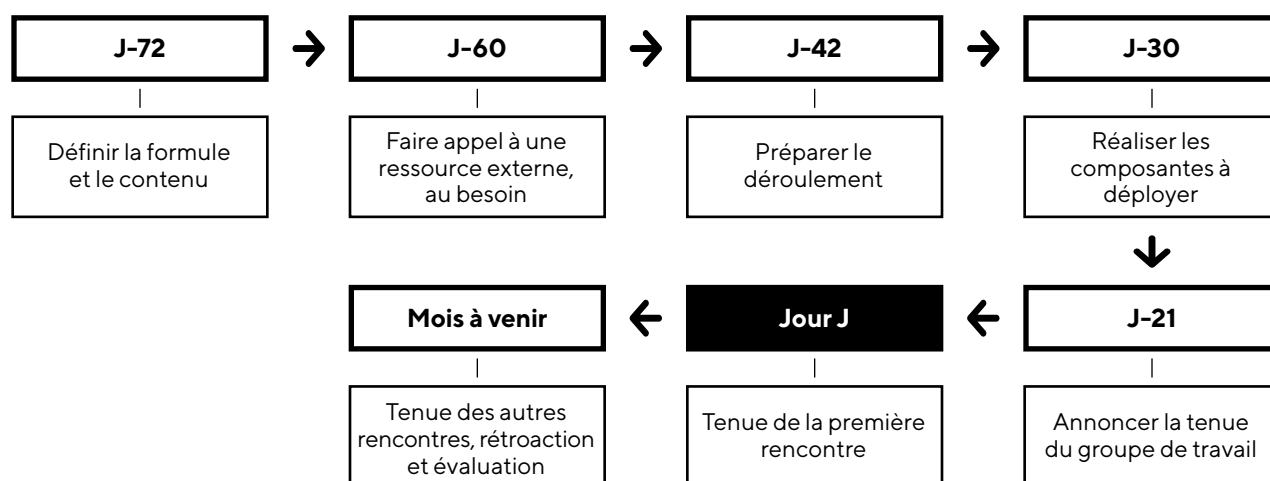 J-72
Définir la formule
et le contenu
J-60
Faire appel à une
ressource externe,
au besoin
J-42
Préparer le
déroulement
J-30
Réaliser les
composantes à
déployer
J-21
Annoncer la tenue
du groupe de travail
Jour J
Tenue de la première
rencontre
Mois à venir
Tenue des autres
rencontres, rétroaction
et évaluation